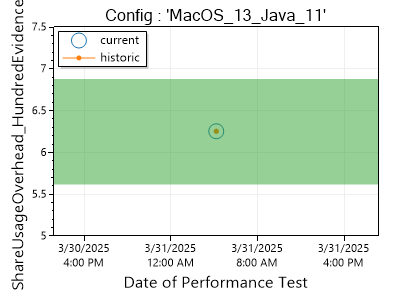 Config : 'MacOS_13_Java_11'
ShareUsageOverhead_HundredEvidence
7.5
7
6.5
6
5.5
5
current
historic
3/30/2025 3/31/2025 3/31/2025 3/31/2025
4:00 PM 12:00 AM 8:00 AM 4:00 PM
Date of Performance Test